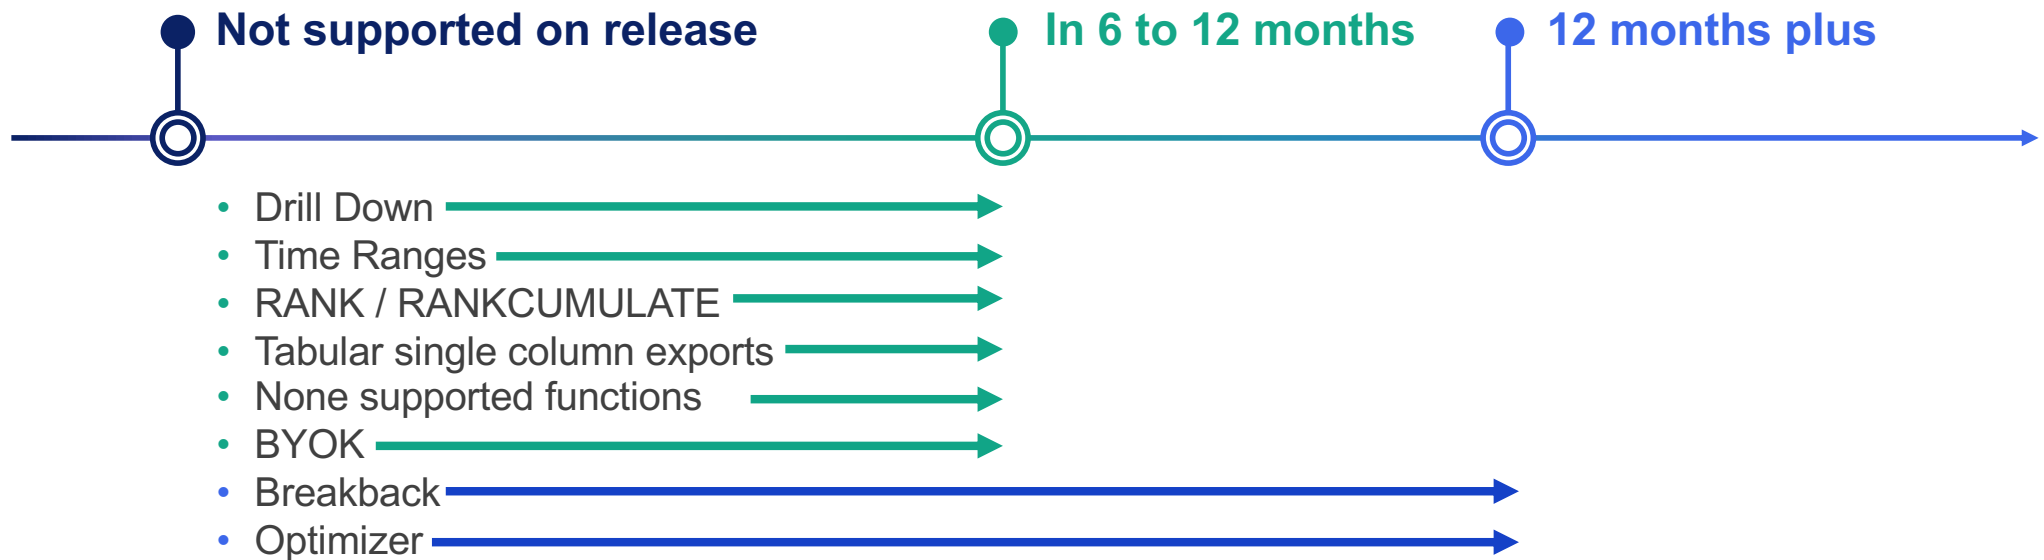 Not supported on release
In 6 to 12 months
12 months plus
• Drill Down
• Time Ranges
• RANK / RANKCUMULATE
• Tabular single column exports
• None supported functions
• BYOK
• Breakback
• Optimizer